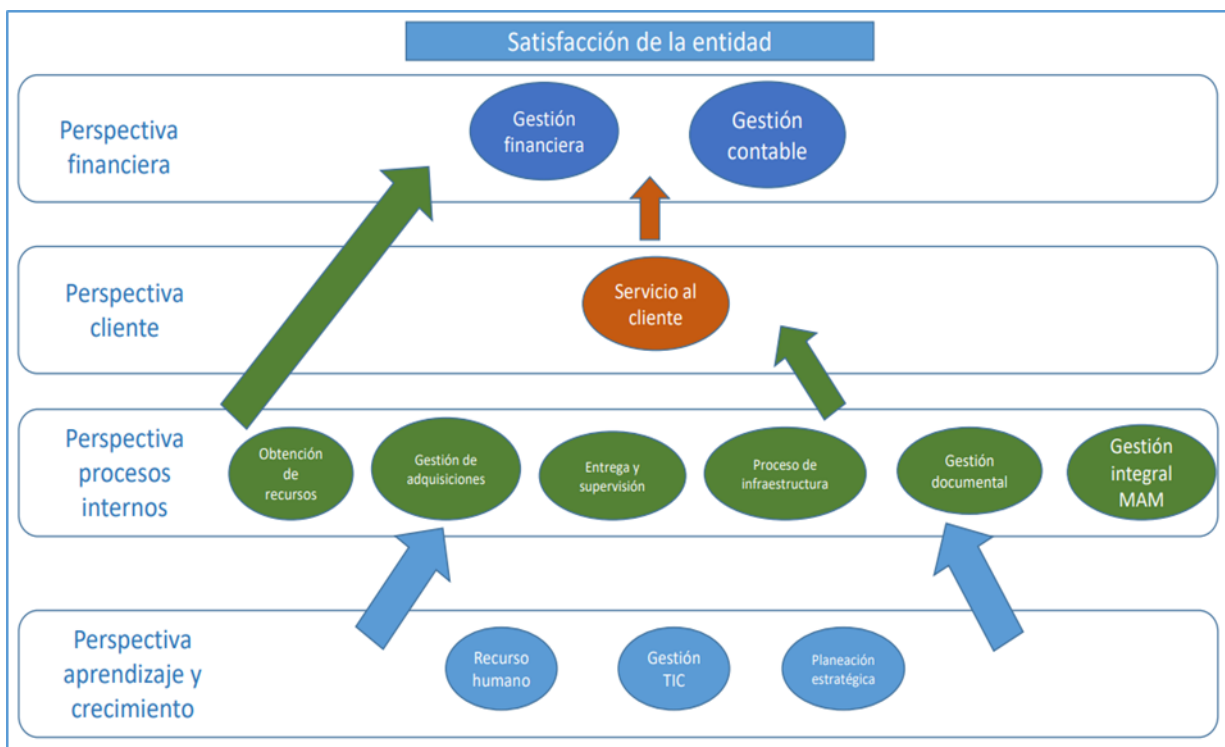 Satisfacción de la entidad
Perspectiva
financiera
Gestión
financiera
Gestión
contable
Perspectiva
cliente
Servicio al
cliente
Perspectiva
procesos
internos
Obtención
de
recursos
Gestión de
adquisiciones
Entrega y
supervisión
Proceso de
infraestructura
Gestión
documental
Gestión
integral
MAM
Perspectiva
aprendizaje y
crecimiento
Recurso
humano
Gestión
TIC
Planeación
estratégica